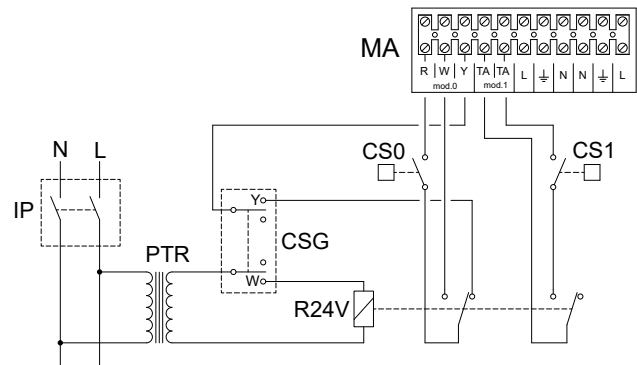 MA
R W Y TA TA L N N L
mod.0 mod.1
N L
CS0 CS1
IP
Y
CSG
PTR
W
R24V